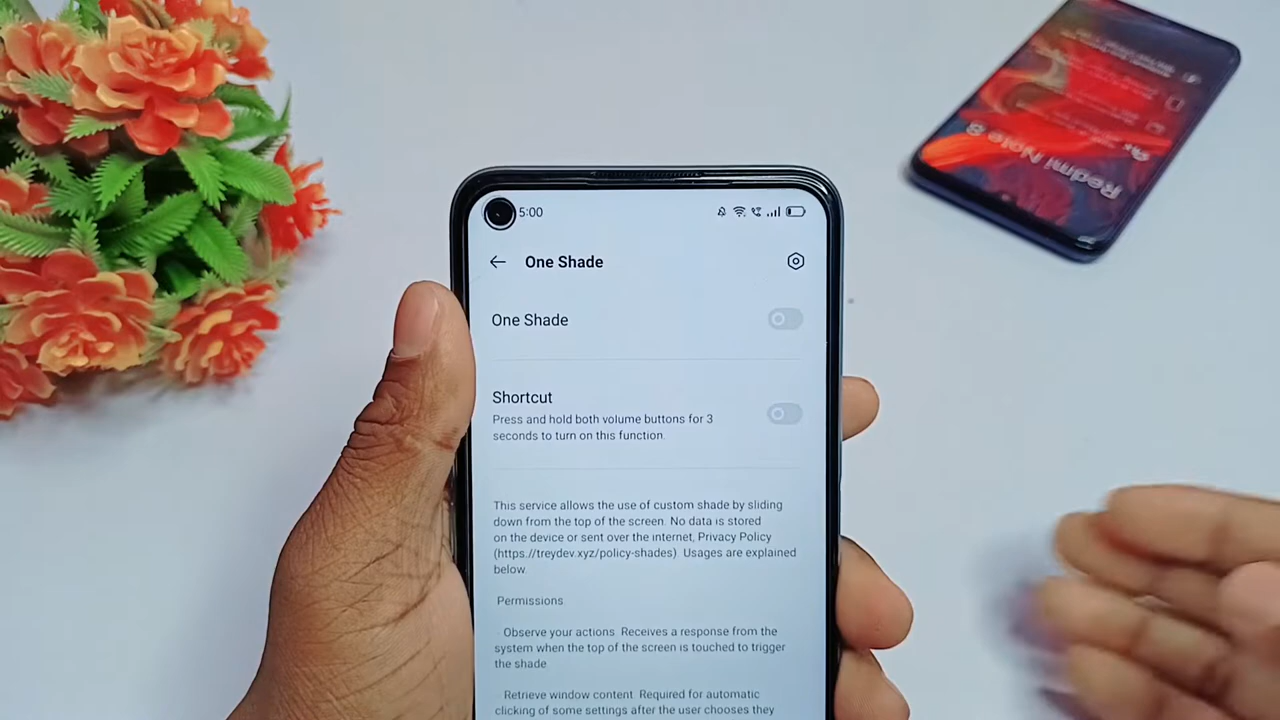 5:00
One Shade
One Shade
Shortcut
Press and hold both volume buttons for 3
seconds to turn on this function.
This service allows the use of custom shade by sliding
down from the top of the screen. No data is stored
on the device or sent over the internet, Privacy Policy
(https://treydev.xyz/policy-shades). Usages are explained
below.
Permissions
Observe your actions. Receives a response from the
system when the top of the screen is touched to trigger
the shade
Retrieve window content. Required for automatic
clicking of some settings after the user chooses they
Redmi Note 8